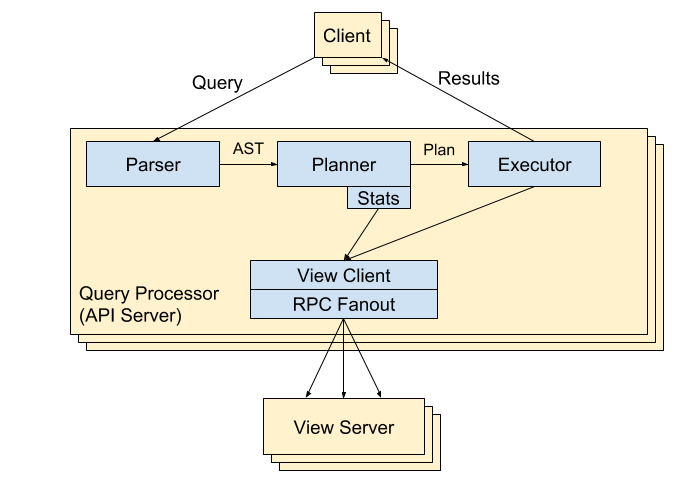 Client
Query
Results
Parser
AST
Planner
Plan
Executor
Stats
View Client
RPC Fanout
Query Processor
(API Server)
View Server